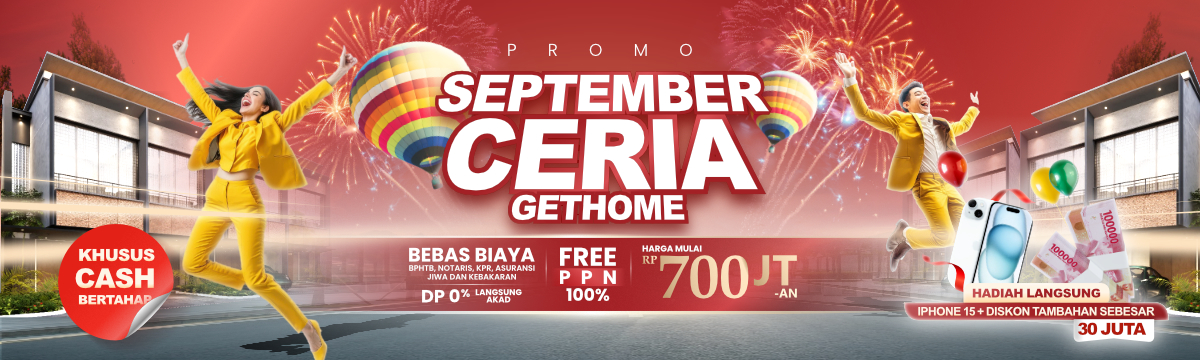 PROMO
SEPTEMBER
CERIA
GETHOME
KHUSUS
CASH
BERTAHAP
BEBAS BIAYA
BPHTB, NOTARIS, KPR, ASURANSI
JIWA DAN KEBAKARAN
DP 0% LANGSUNG
AKAD
FREE
PPN
100%
HARGA MULAI
RP 700 JT
-AN
100000
100000
HADIAH LANGSUNG
IPHONE 15 + DISKON TAMBAHAN SEBESAR
30 JUTA